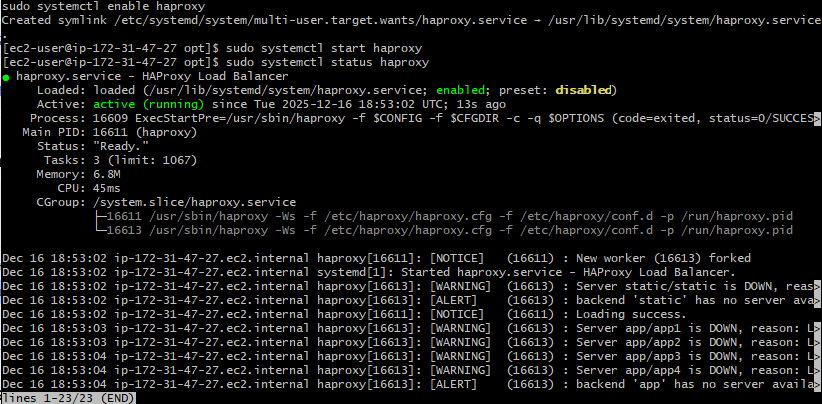 sudo systemctl enable haproxy
Created symlink /etc/systemd/system/multi-user.target.wants/haproxy.service → /usr/lib/systemd/system/haproxy.service
.
[ec2-user@ip-172-31-47-27 opt]$ sudo systemctl start haproxy
[ec2-user@ip-172-31-47-27 opt]$ sudo systemctl status haproxy
● haproxy.service - HAProxy Load Balancer
     Loaded: loaded (/usr/lib/systemd/system/haproxy.service; enabled; preset: disabled)
     Active: active (running) since Tue 2025-12-16 18:53:02 UTC; 13s ago
    Process: 16609 ExecStartPre=/usr/sbin/haproxy -f $CONFIG -f $CFGDIR -c -q $OPTIONS (code=exited, status=0/SUCCES>
   Main PID: 16611 (haproxy)
     Status: "Ready."
      Tasks: 3 (limit: 1067)
     Memory: 6.8M
        CPU: 45ms
     CGroup: /system.slice/haproxy.service
             ├─16611 /usr/sbin/haproxy -Ws -f /etc/haproxy/haproxy.cfg -f /etc/haproxy/conf.d -p /run/haproxy.pid
             └─16613 /usr/sbin/haproxy -Ws -f /etc/haproxy/haproxy.cfg -f /etc/haproxy/conf.d -p /run/haproxy.pid
Dec 16 18:53:02 ip-172-31-47-27.ec2.internal haproxy[16611]: [NOTICE]   (16611) : New worker (16613) forked
Dec 16 18:53:02 ip-172-31-47-27.ec2.internal systemd[1]: Started haproxy.service - HAProxy Load Balancer.
Dec 16 18:53:02 ip-172-31-47-27.ec2.internal haproxy[16613]: [WARNING]  (16613) : Server static/static is DOWN, reas>
Dec 16 18:53:02 ip-172-31-47-27.ec2.internal haproxy[16613]: [ALERT]    (16613) : backend 'static' has no server ava>
Dec 16 18:53:02 ip-172-31-47-27.ec2.internal haproxy[16611]: [NOTICE]   (16611) : Loading success.
Dec 16 18:53:03 ip-172-31-47-27.ec2.internal haproxy[16613]: [WARNING]  (16613) : Server app/app1 is DOWN, reason: L>
Dec 16 18:53:03 ip-172-31-47-27.ec2.internal haproxy[16613]: [WARNING]  (16613) : Server app/app2 is DOWN, reason: L>
Dec 16 18:53:04 ip-172-31-47-27.ec2.internal haproxy[16613]: [WARNING]  (16613) : Server app/app3 is DOWN, reason: L>
Dec 16 18:53:04 ip-172-31-47-27.ec2.internal haproxy[16613]: [WARNING]  (16613) : Server app/app4 is DOWN, reason: L>
Dec 16 18:53:04 ip-172-31-47-27.ec2.internal haproxy[16613]: [ALERT]    (16613) : backend 'app' has no server availa>
lines 1-23/23 (END)